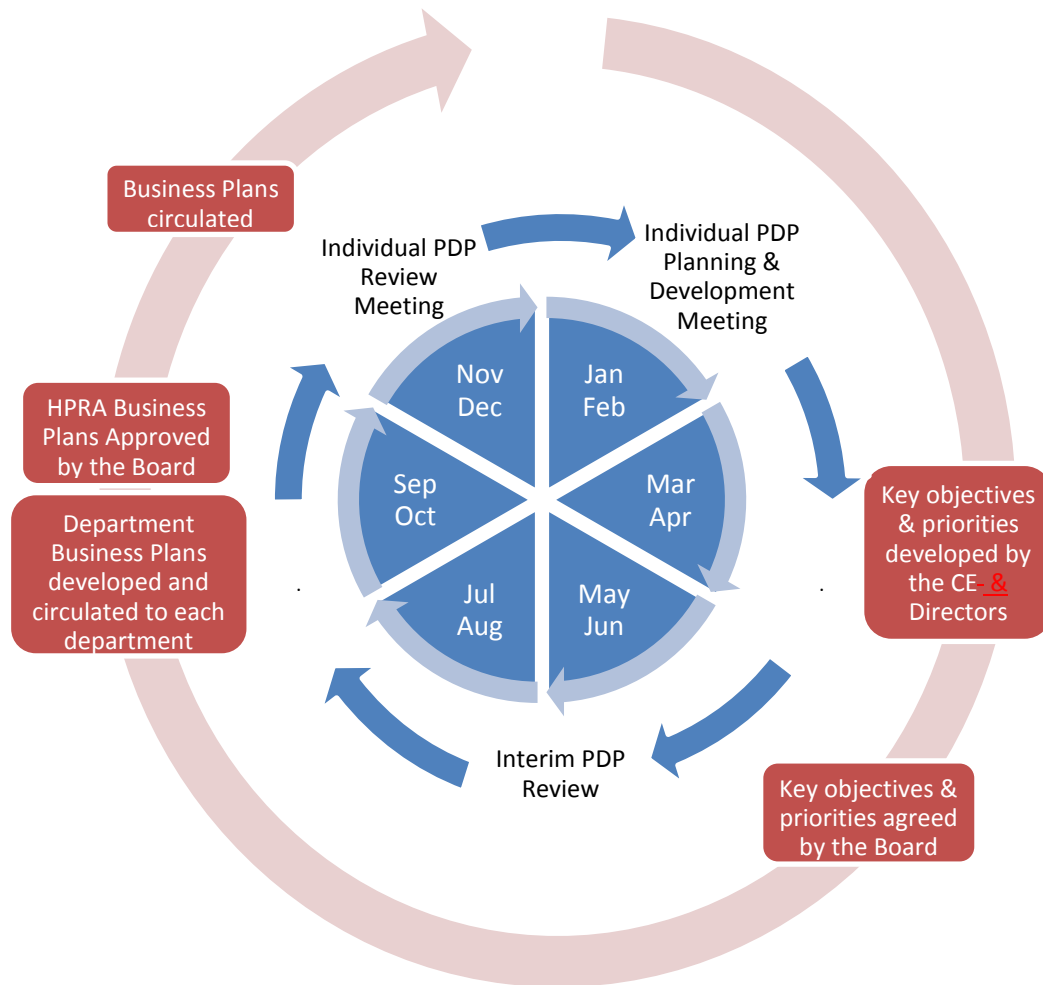 Business Plans
circulated
Individual PDP
Review
Meeting
Individual PDP
Planning &
Development
Meeting
Nov
Dec
Jan
Feb
HPRA Business
Plans Approved
by the Board
Sep
Oct
Mar
Apr
Key objectives
& priorities
developed by
the CE- &
Directors
Department
Business Plans
developed and
circulated to each
department
.
.
Jul
Aug
May
Jun
Interim PDP
Review
Key objectives &
priorities agreed
by the Board